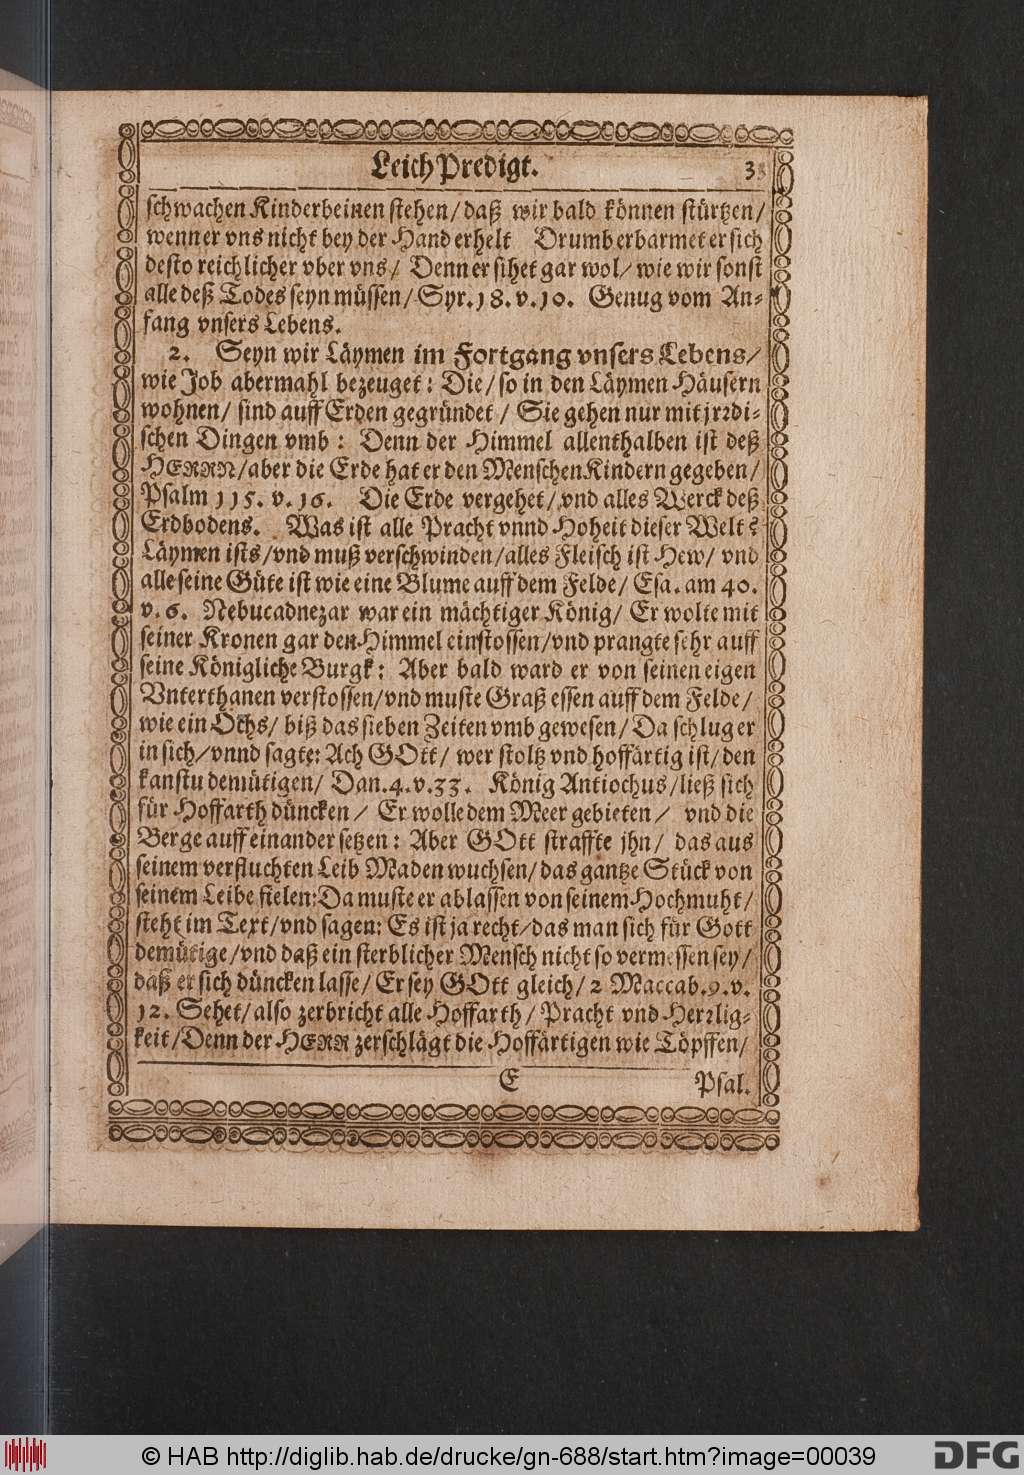 LeichPredigt. 33
schwachen Kinderbeinen stehen/ daß wir bald können stürtzen/
wenn er vns nicht bey der Hand erhelt Drumb erbarmet er sich
desto reichlicher vber vns/ Denn er sihet gar wol/ wie wir sonst
alle deß Todes seyn müssen/ Syr. 18. v. 10. Genug vom An-
fang vnsers Lebens.
2. Seyn wir Läymen im Fortgang vnsers Lebens/
wie Job abermahl bezeuget: Die/ so in den Läymen Häusern
wohnen/ sind auff Erden gegründet/ Sie gehen nur mit jrrdi-
schen Dingen vmb: Denn der Himmel allenthalben ist deß
HERRN/ aber die Erde hat er den MenschenKindern gegeben/
Psalm 115. v. 16. Die Erde vergehet/ vnd alles Werck deß
Erdbodens. Was ist alle Pracht vnnd Hoheit dieser Welt?
Läymen ists/ vnd muß verschwinden/ alles Fleisch ist Hew/ vnd
alle seine Güte ist wie eine Blume auff dem Felde/ Esa. am 40.
v. 6. Nebucadnezar war ein mächtiger König/ Er wolte mit
seiner Kronen gar den Himmel einstossen/ vnd prangte sehr auff
seine Königliche Burgk: Aber bald ward er von seinen eigen
Vnterthanen verstossen/ vnd muste Graß essen auff dem Felde/
wie ein Ochs/ biß das sieben Zeiten vmb gewesen/ Da schlug er
in sich/ vnnd sagte: Ach GOtt/ wer stoltz vnd hoffärtig ist/ den
kanstu demütigen/ Dan. 4. v. 33. König Antiochus/ ließ sich
für Hoffarth düncken/ Er wolle dem Meer gebieten/ vnd die
Berge auff einander setzen: Aber GOtt straffte jhn/ das aus
seinem verfluchten Leib Maden wuchsen/ das gantze Stück von
seinem Leibe fielen: Da muste er ablassen von seinem Hochmuht/
steht im Text/ vnd sagen: Es ist ja recht/ das man sich für Gott
demütige/ vnd daß ein sterblicher Mensch nicht so vermessen sey/
daß er sich düncken lasse/ Er sey GOtt gleich/ 2 Maccab. 9. v.
12. Sehet/ also zerbricht alle Hoffarth/ Pracht vnd Herrlig-
keit/ Denn der HERR zerschlägt die Hoffärtigen wie Töpffen/
E Psal.
© HAB http://diglib.hab.de/drucke/gn-688/start.htm?image=00039
DFG